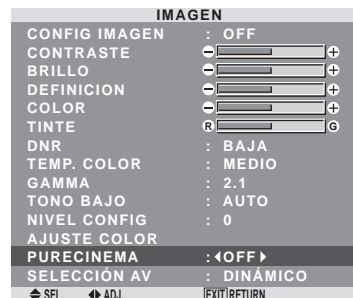 IMAGEN
CONFIG IMAGEN : OFF
CONTRASTE
BRILLO
DEFINICION
COLOR
TINTE R G
DNR : BAJA
TEMP. COLOR : MEDIO
GAMMA : 2.1
TONO BAJO : AUTO
NIVEL CONFIG : 0
AJUSTE COLOR
PURECINEMA : OFF
SELECCIÓN AV : DINÁMICO
SEL. ADJ. EXIT RETURN